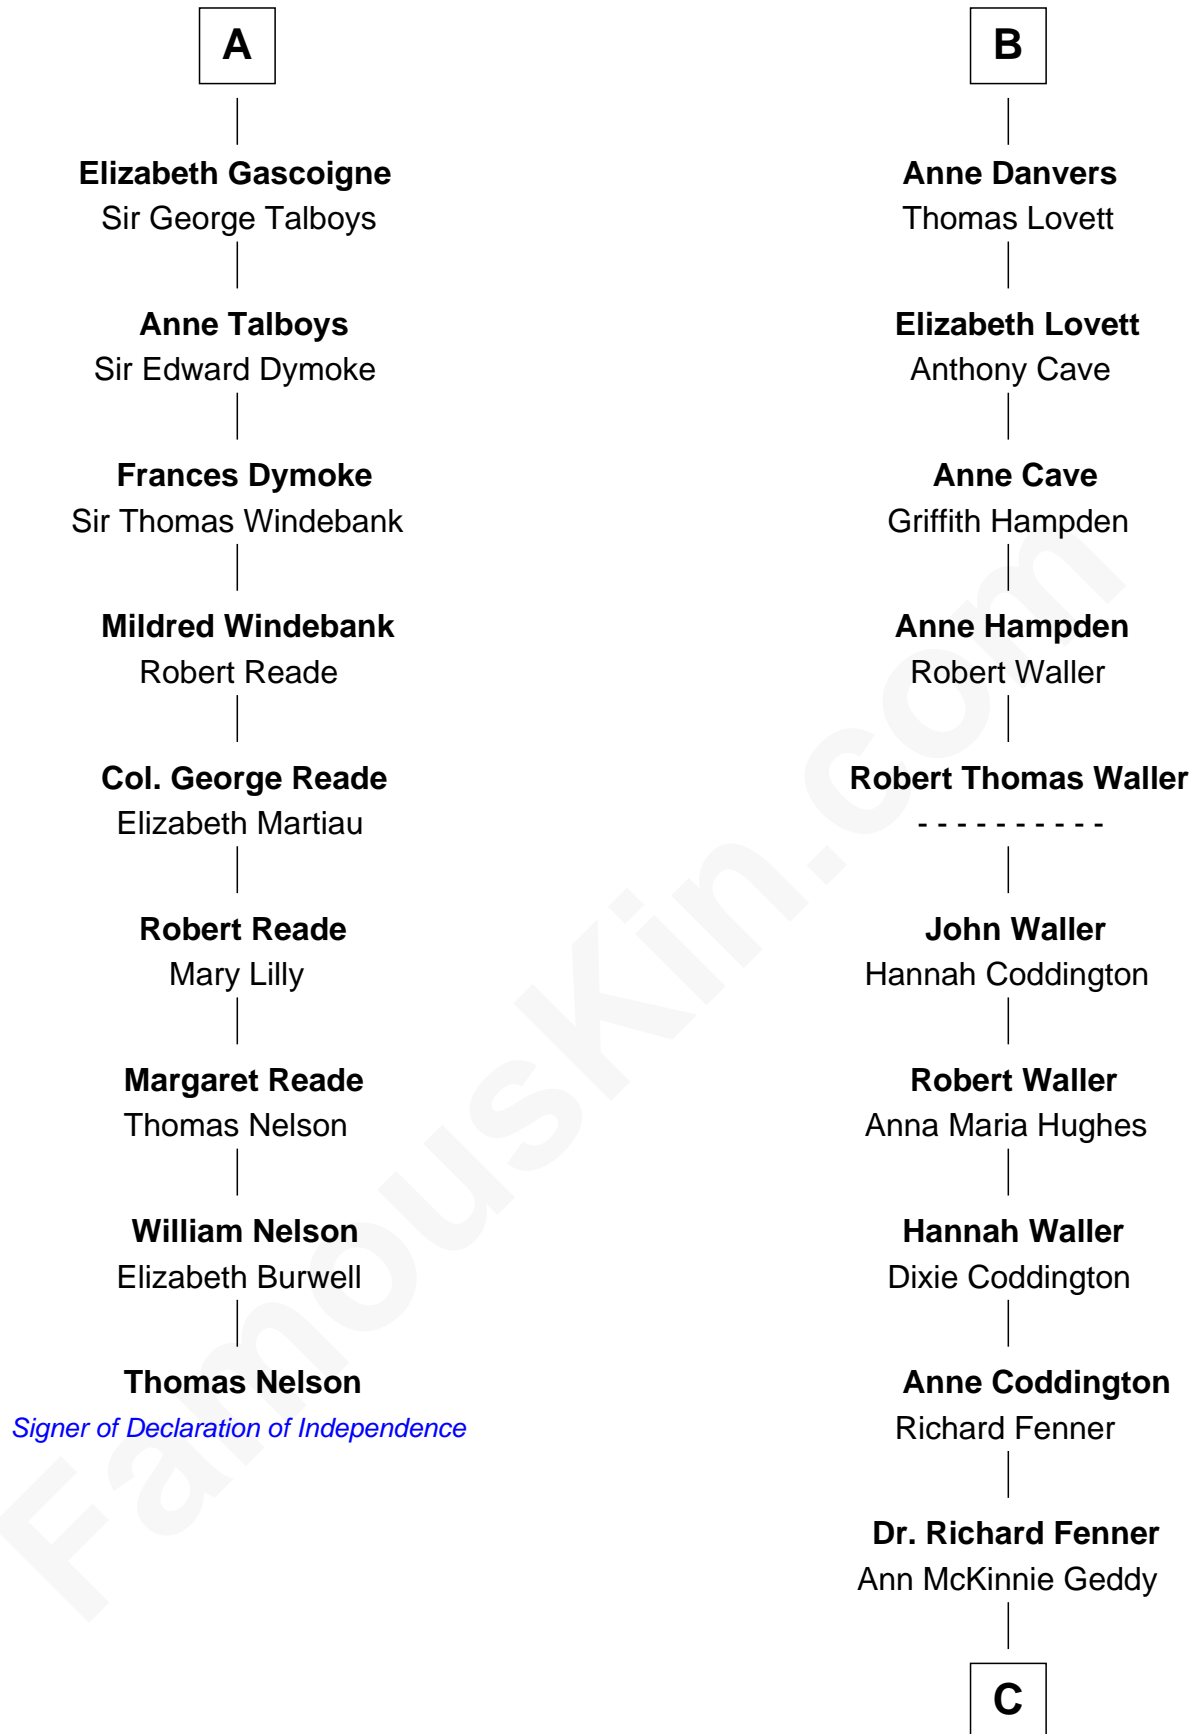 A
Elizabeth Gascoigne
Sir George Talboys
Anne Talboys
Sir Edward Dymoke
Frances Dymoke
Sir Thomas Windebank
Mildred Windebank
Robert Reade
Col. George Reade
Elizabeth Martiau
Robert Reade
Mary Lilly
Margaret Reade
Thomas Nelson
William Nelson
Elizabeth Burwell
Thomas Nelson
Signer of Declaration of Independence
B
Anne Danvers
Thomas Lovett
Elizabeth Lovett
Anthony Cave
Anne Cave
Griffith Hampden
Anne Hampden
Robert Waller
Robert Thomas Waller
- - - - - - - - - -
John Waller
Hannah Coddington
Robert Waller
Anna Maria Hughes
Hannah Waller
Dixie Coddington
Anne Coddington
Richard Fenner
Dr. Richard Fenner
Ann McKinnie Geddy
C
FamousKin.com